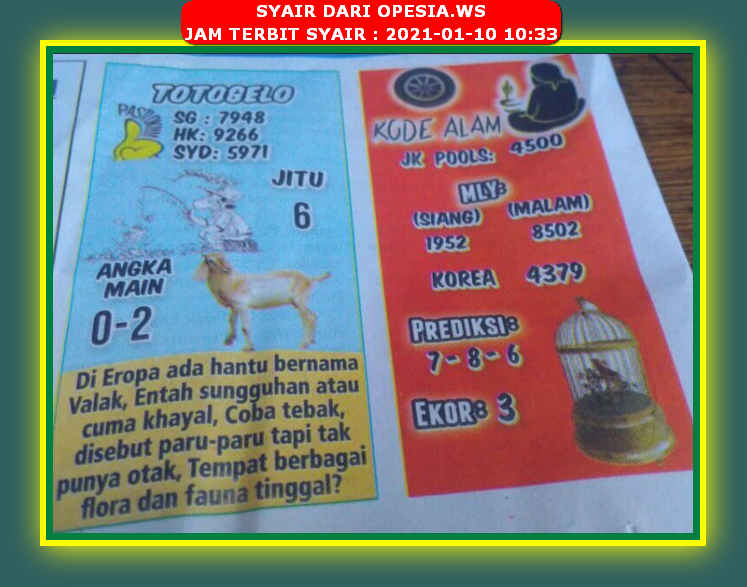 SYAIR DARI OPESIA.WS
JAM TERBIT SYAIR : 2021-01-10 10:33
TOTOGELO
PAS
SG : 7948
HK: 9266
SYD: 5971
JITU
6
ANGKA
MAIN
0-2
Di Eropa ada hantu bernama
Valak, Entah sungguhan atau
cuma khayal, Coba tebak,
disebut paru-paru tapi tak
punya otak, Tempat berbagai
flora dan fauna tinggal?
KODE ALAM
JK POOLS: 4500
MLY:
(SIANG) (MALAM)
1952 8502
KOREA 4379
PREDIKSI:
7-8-6
EKOR: 3